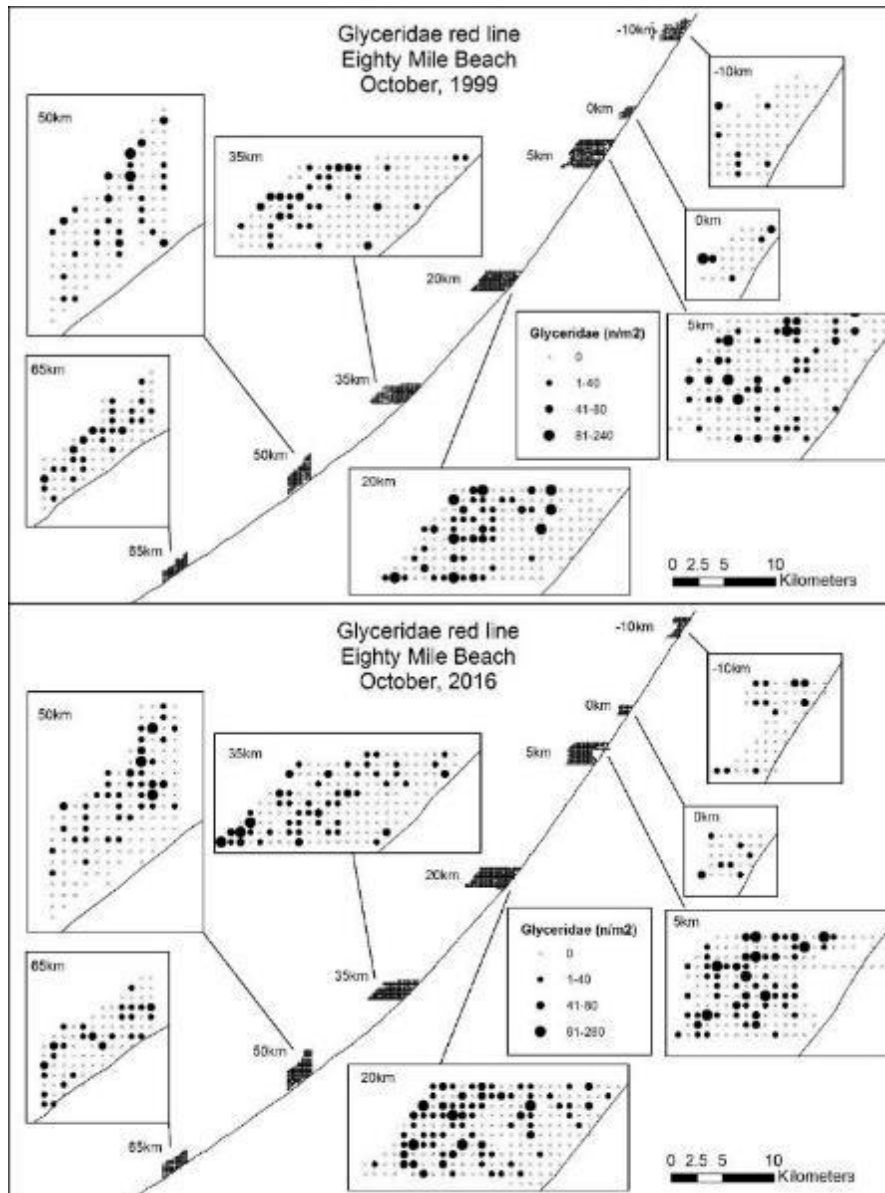 Glyceridae red line
Eighty Mile Beach
October, 1999
-10km
-10km
50km
0km
35km
5km
0km
20km
Glyceridae (n/m2)
0
1-40
41-80
81-240
5km
65km
35km
50km
20km
65km
0 2.5 5 10
Kilometers
Glyceridae red line
Eighty Mile Beach
October, 2016
-10km
-10km
50km
0km
35km
5km
0km
20km
Glyceridae (n/m2)
0
1-40
41-80
81-280
5km
65km
35km
50km
20km
65km
0 2.5 5 10
Kilometers